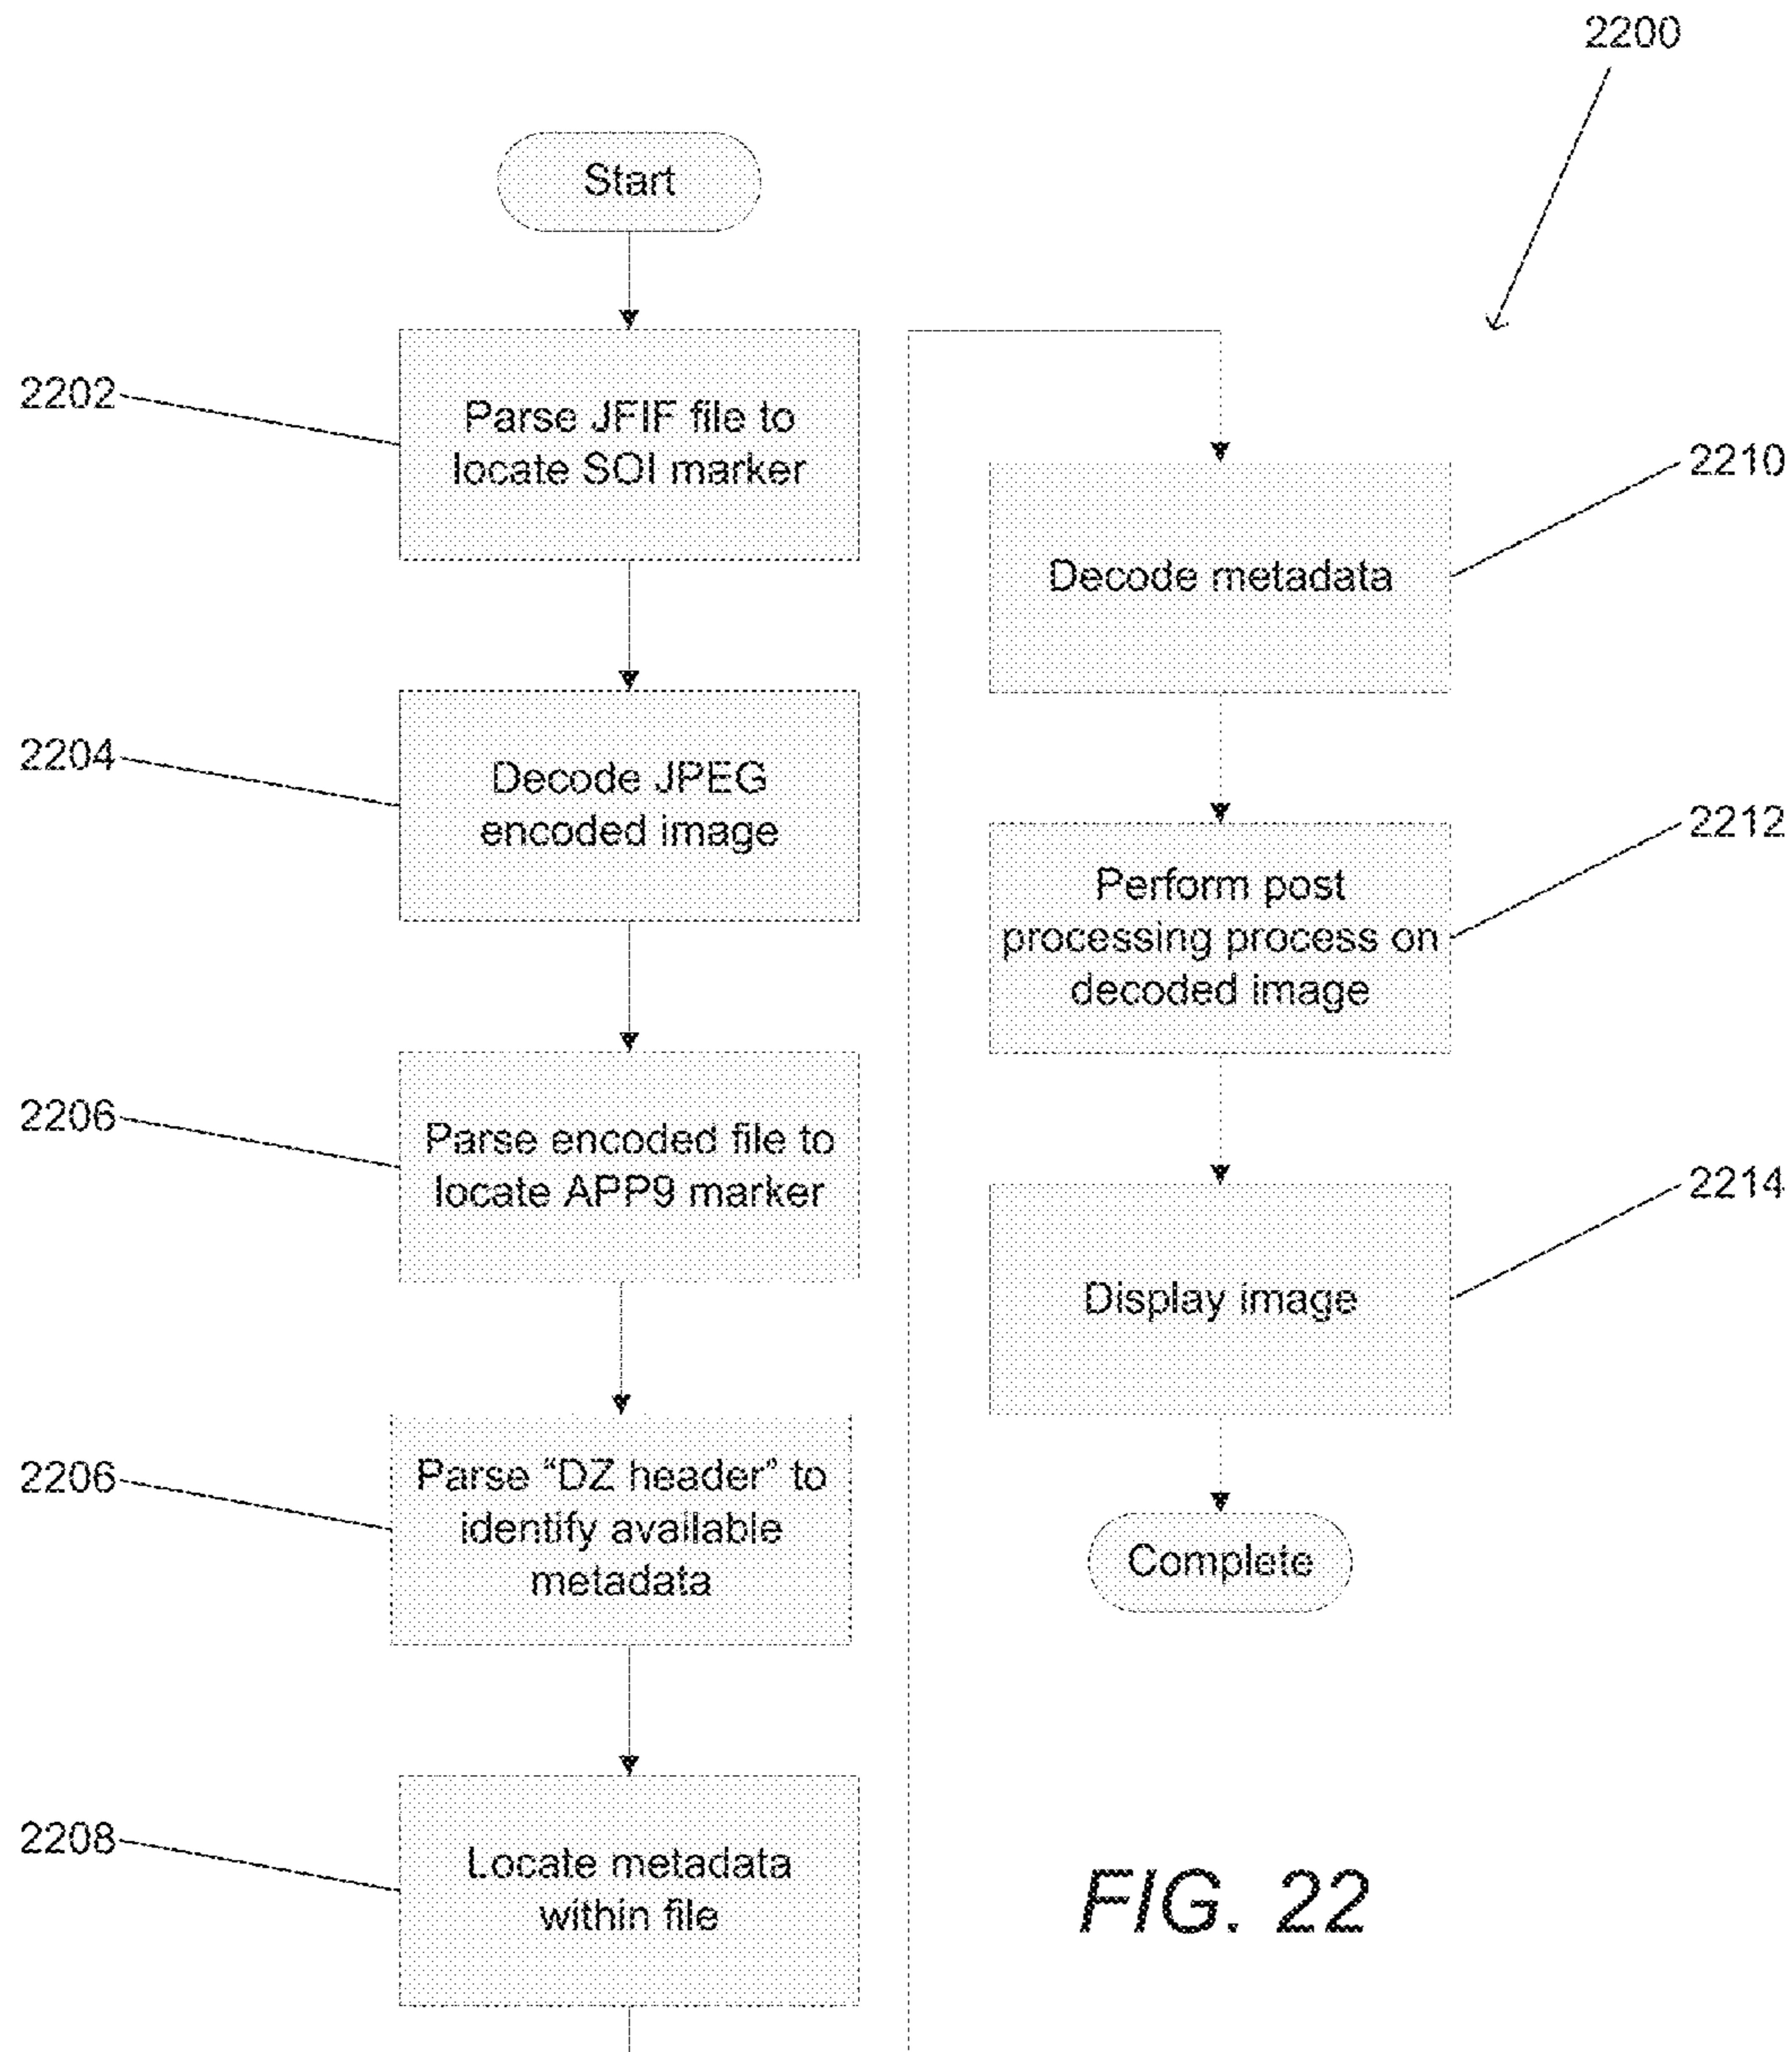 2200
Start
2202
Parse JFIF file to
locate SOI marker
2204
Decode JPEG
encoded image
2206
Parse encoded file to
locate APP9 marker
2206
Parse “DZ header” to
identify available
metadata
2208
Locate metadata
within file
2210
Decode metadata
2212
Perform post
processing process on
decoded image
2214
Display image
Complete
FIG. 22